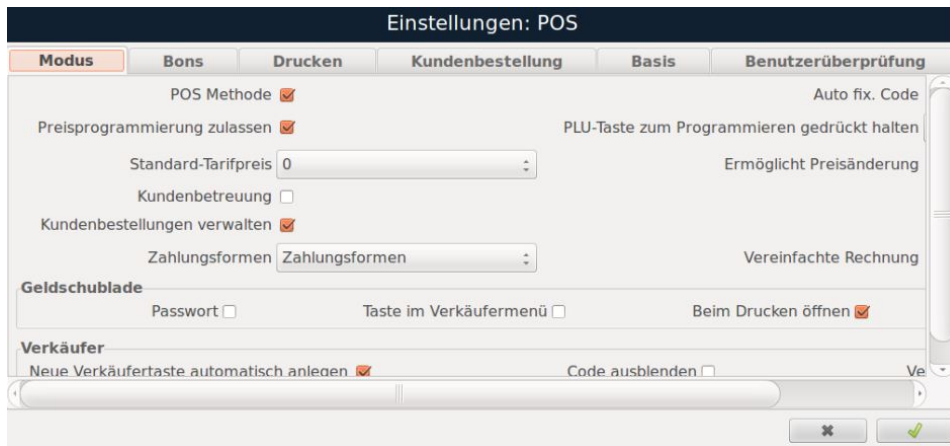 Einstellungen: POS
Modus Bons Drucken Kundenbestellung Basis Benutzerüberprüfung
POS Methode Auto fix. Code
Preisprogrammierung zulassen PLU-Taste zum Programmieren gedrückt halten
Standard-Tarifpreis 0 Ermöglicht Preisänderung
Kundenbetreuung
Kundenbestellungen verwalten
Zahlungsformen Zahlungsformen Vereinfachte Rechnung
Geldschublade
Passwort Taste im Verkäufermenü Beim Drucken öffnen
Verkäufer
Neue Verkäufertaste automatisch anlegen Code ausblenden Ve